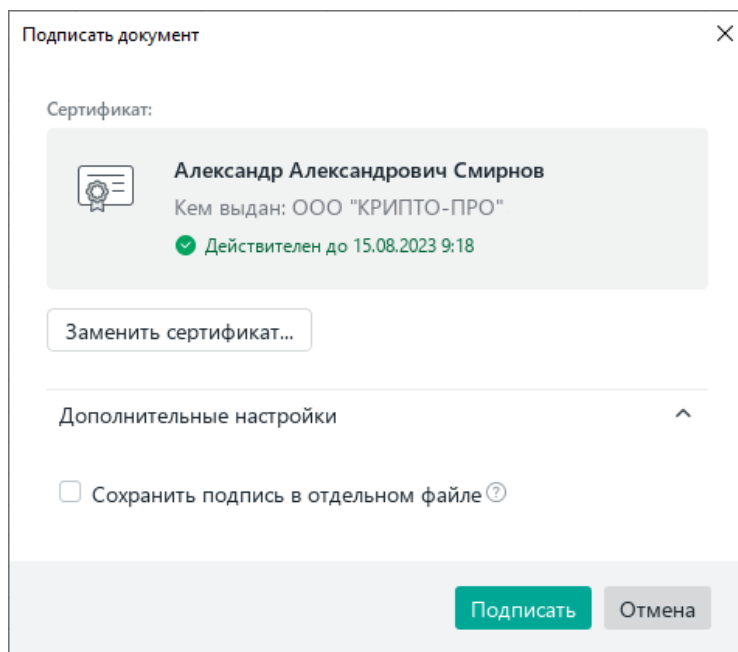 Подписать документ
Сертификат:
Александр Александрович Смирнов
Кем выдан: ООО "КРИПТО-ПРО"
Действителен до 15.08.2023 9:18
Заменить сертификат...
Дополнительные настройки
Сохранить подпись в отдельном файле ?
Подписать Отмена